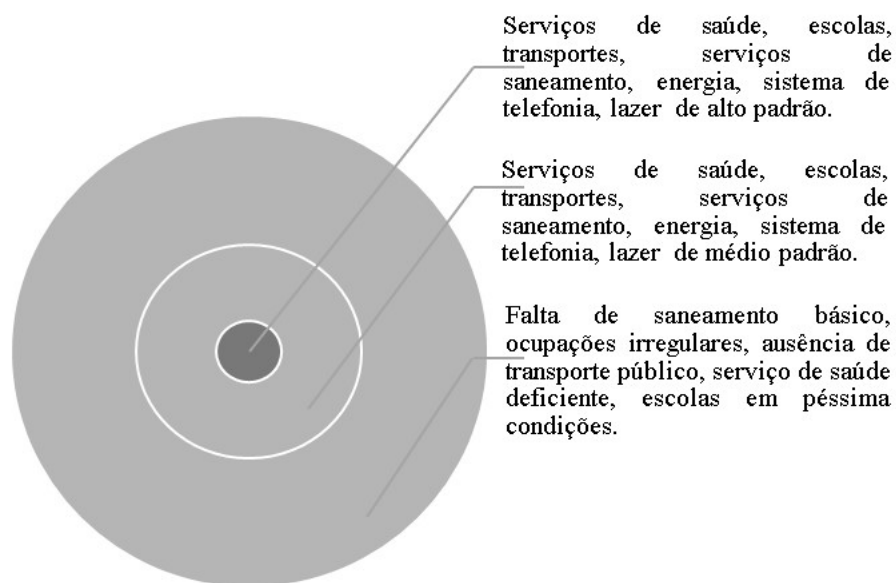 Serviços de saúde, escolas,
transportes, serviços de
saneamento, energia, sistema de
telefonia, lazer de alto padrão.
Serviços de saúde, escolas,
transportes, serviços de
saneamento, energia, sistema de
telefonia, lazer de médio padrão.
Falta de saneamento básico,
ocupações irregulares, ausência de
transporte público, serviço de saúde
deficiente, escolas em péssima
condições.